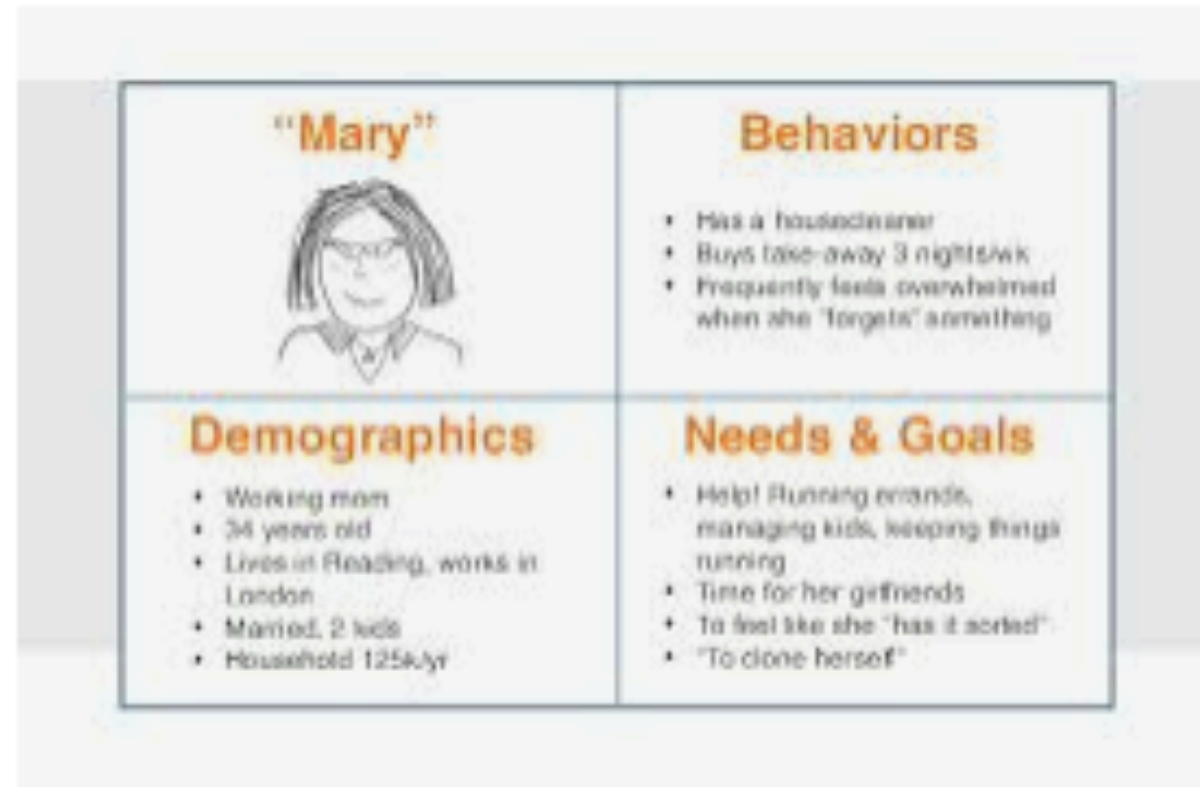 “Mary”
Behaviors
• Has a housecleaner
• Buys take-away 3 nights/wk
• Frequently feels overwhelmed
when she "forgets" something
Demographics
• Working mom
• 34 years old
• Lives in Reading, works in
London
• Married, 2 kids
• Household 125k/yr
Needs & Goals
• Help! Running errands,
managing kids, keeping things
running
• Time for her girlfriends
• To feel like she "has it sorted"
• "To clone herself"